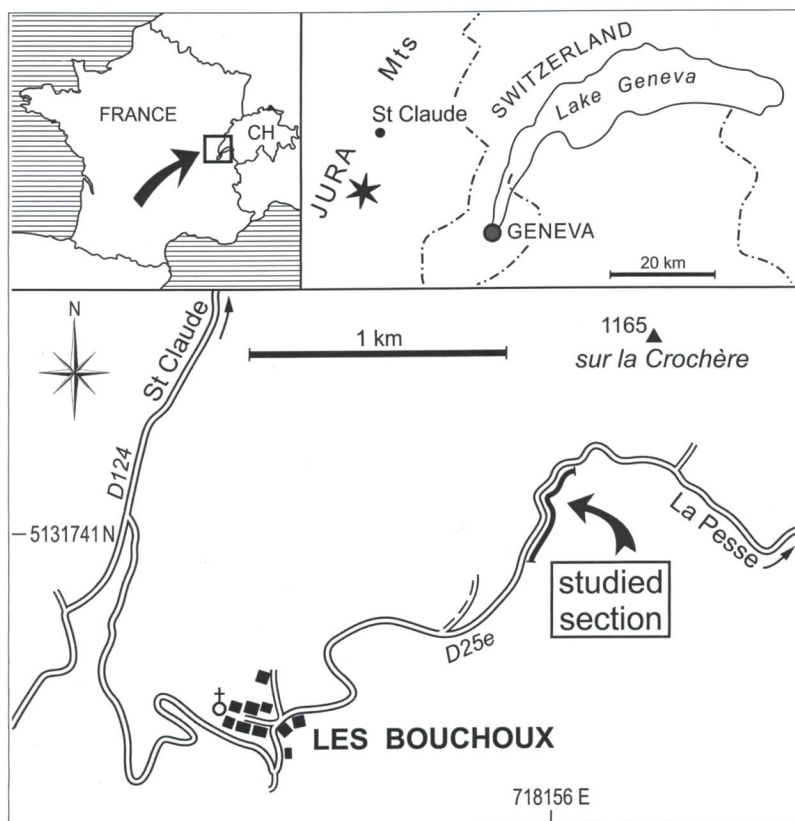 FRANCE
CH
JURA
Mts
St Claude
SWITZERLAND
Lake Geneva
GENEVA
20 km
N
St Claude
D124
1 km
1165
sur la Crochère
5131741 N
La Pesse
studied
section
D25e
LES BOUCHOUX
718156 E